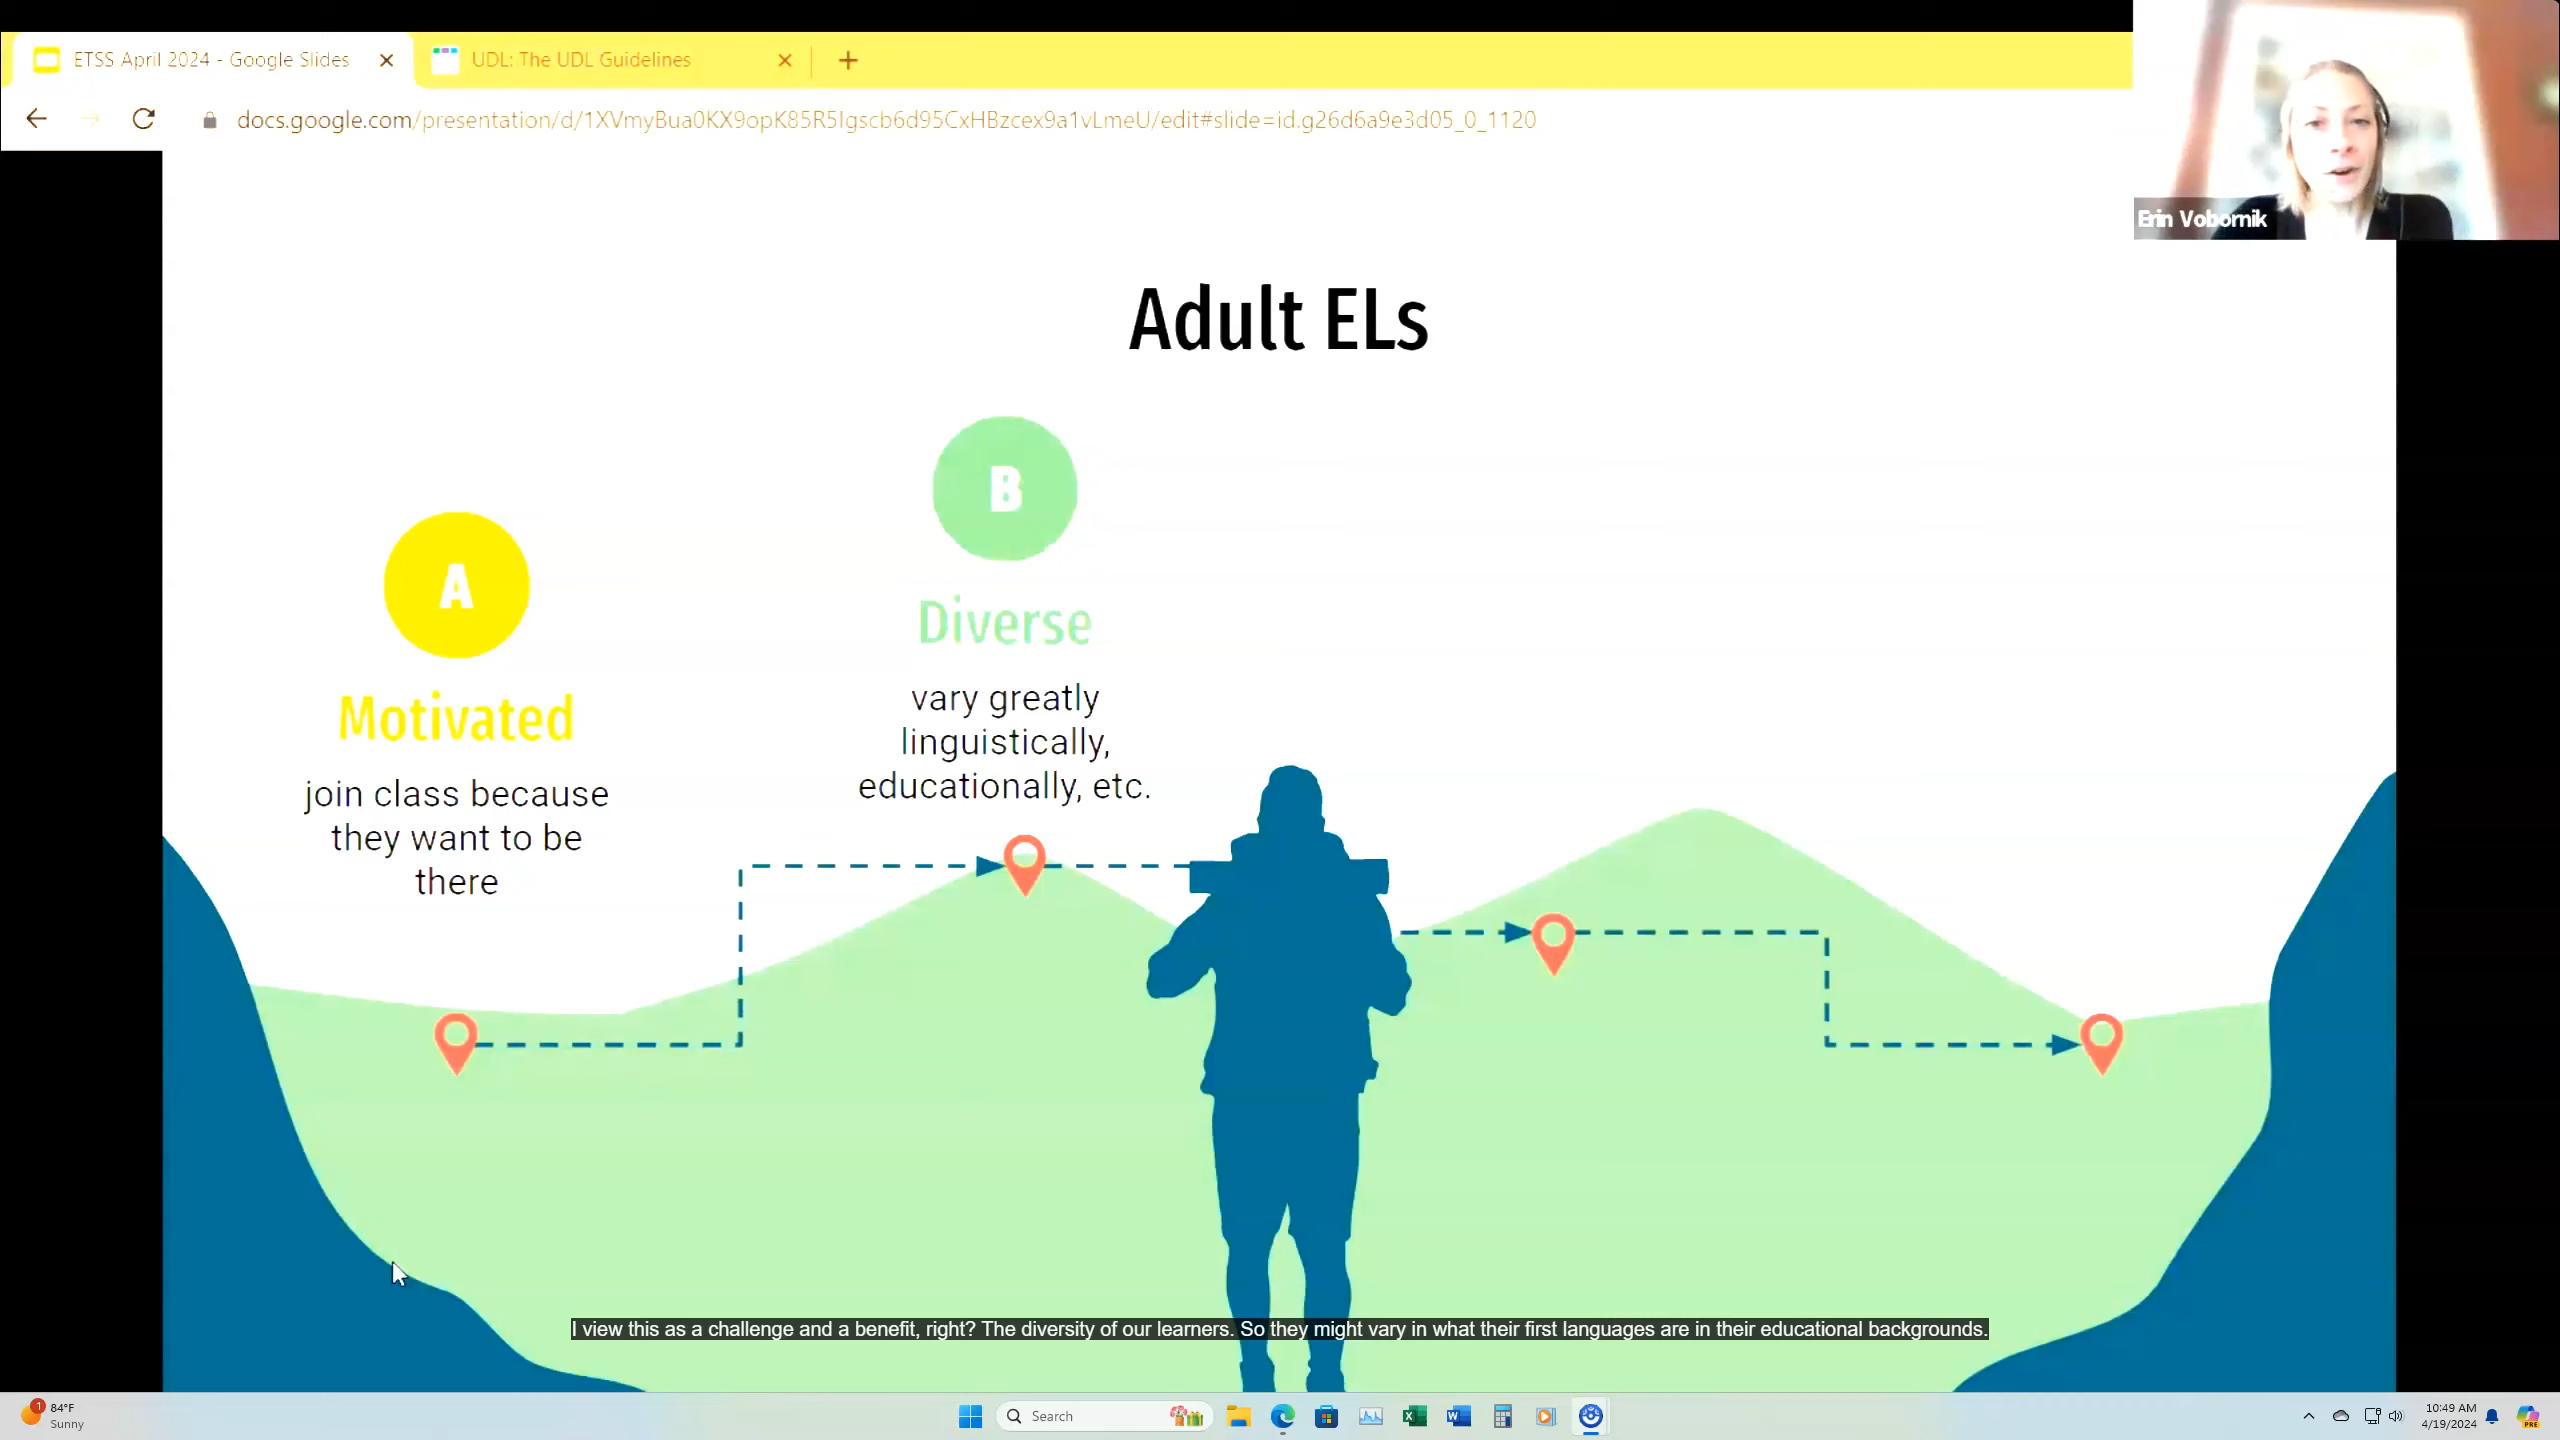 ETSS April 2024 - Google Slides
UDL: The UDL Guidelines
docs.google.com/presentation/d/1XVmyBua0KX9opK85R5Igscb6d95CxHBzcex9a1vLmeU/edit#slide=id.g26d6a9e3d05_0_1120
Erin Vobornik
Adult ELs
A
Motivated
join class because
they want to be
there
B
Diverse
vary greatly
linguistically,
educationally, etc.
I view this as a challenge and a benefit, right? The diversity of our learners. So they might vary in what their first languages are in their educational backgrounds.
1
84°F
Sunny
Search
10:49 AM
4/19/2024
PRE